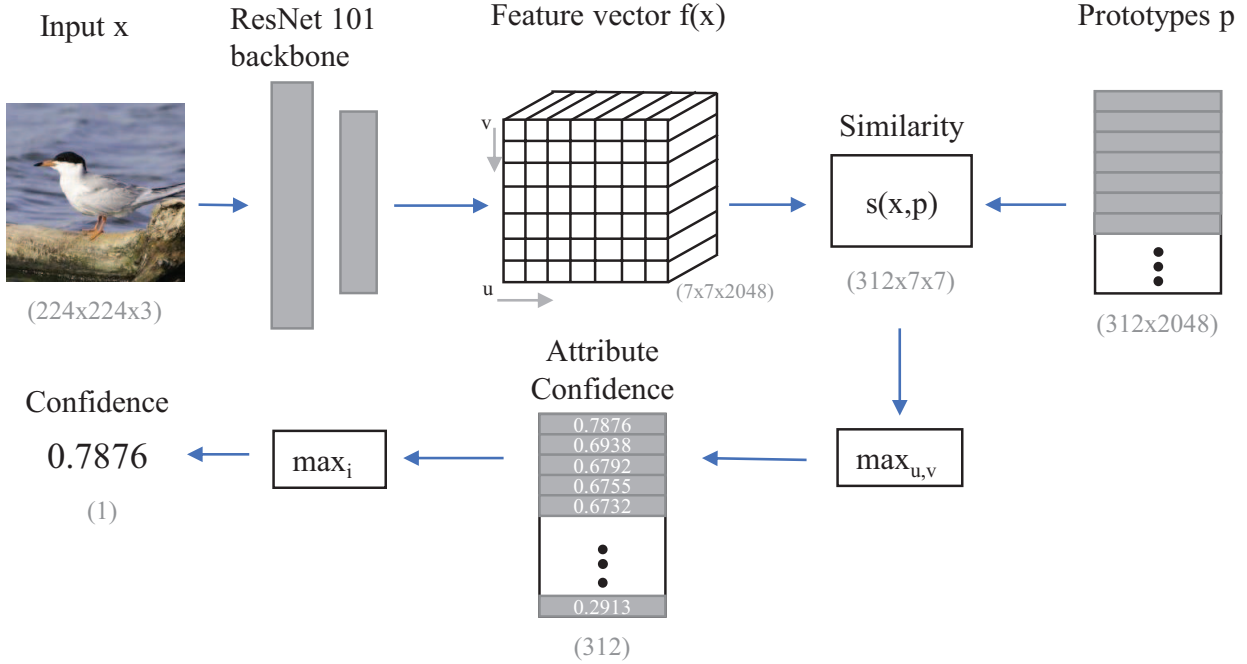 Input x
ResNet 101
backbone
Feature vector f(x)
Prototypes p
v
u
Similarity
s(x,p)
(224x224x3)
(7x7x2048)
(312x7x7)
(312x2048)
Attribute
Confidence
Confidence
0.7876
(1)
max_i
0.7876
0.6938
0.6792
0.6755
0.6732
0.2913
(312)
max_u,v